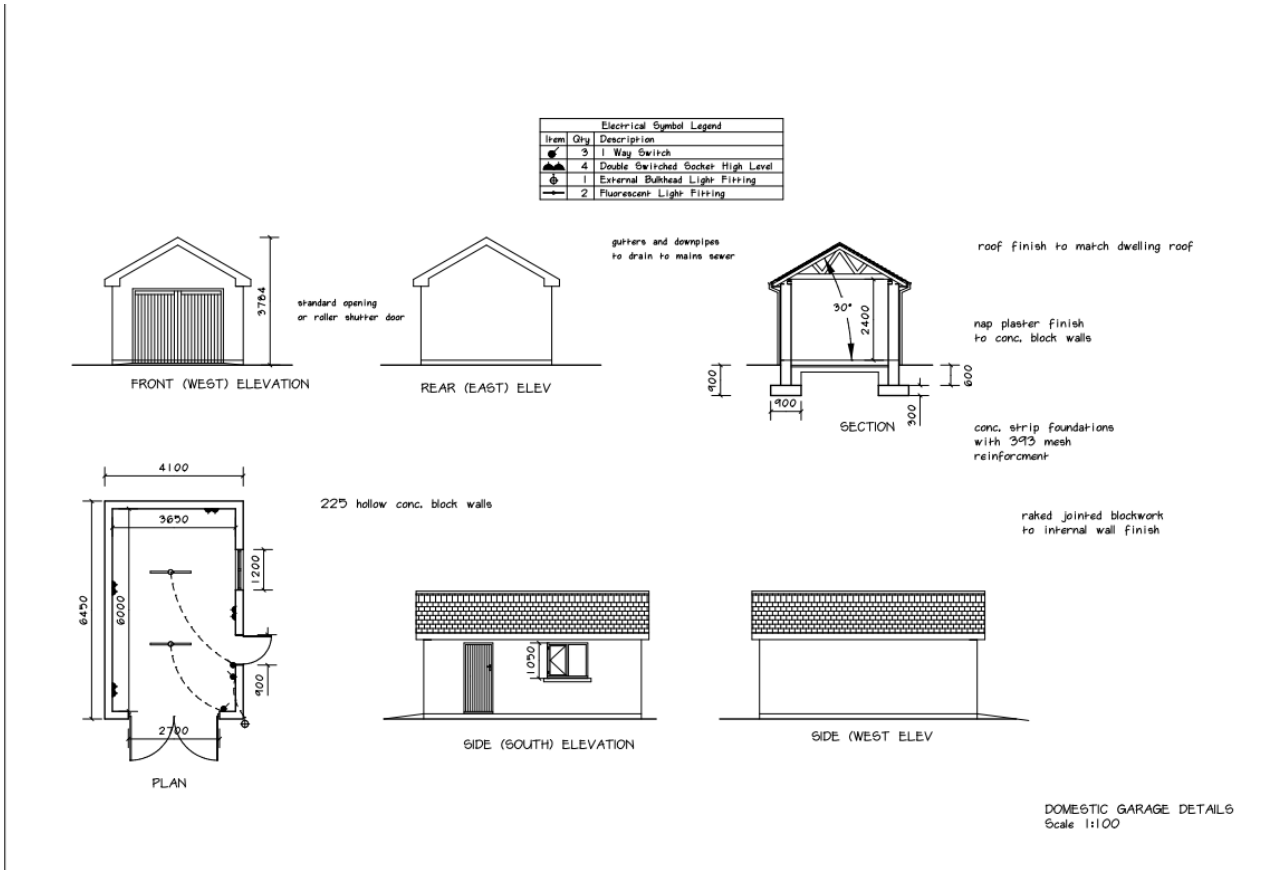 Electrical Symbol Legend
Item Qty Description
3 1 Way Switch
4 Double Switched Socket High Level
1 External Bulkhead Light Fitting
2 Fluorescent Light Fitting
3784
standard opening
or roller shutter door
FRONT (WEST) ELEVATION
REAR (EAST) ELEV
gutters and downpipes
to drain to mains sewer
30°
2400
900
600
900
300
SECTION
roof finish to match dwelling roof
nap plaster finish
to conc. block walls
conc. strip foundations
with 393 mesh
reinforcment
4100
3650
1200
6450
6000
900
2700
PLAN
225 hollow conc. block walls
raked jointed blockwork
to internal wall finish
1050
SIDE (SOUTH) ELEVATION
SIDE (WEST ELEV
DOMESTIC GARAGE DETAILS
Scale 1:100